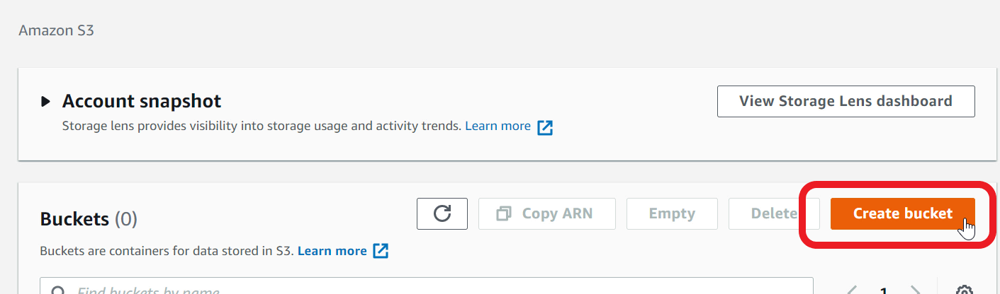 Amazon S3
Account snapshot
View Storage Lens dashboard
Storage lens provides visibility into storage usage and activity trends. Learn more
Buckets (0)
Copy ARN
Empty
Delete
Create bucket
Buckets are containers for data stored in S3. Learn more
Find buckets by name
1